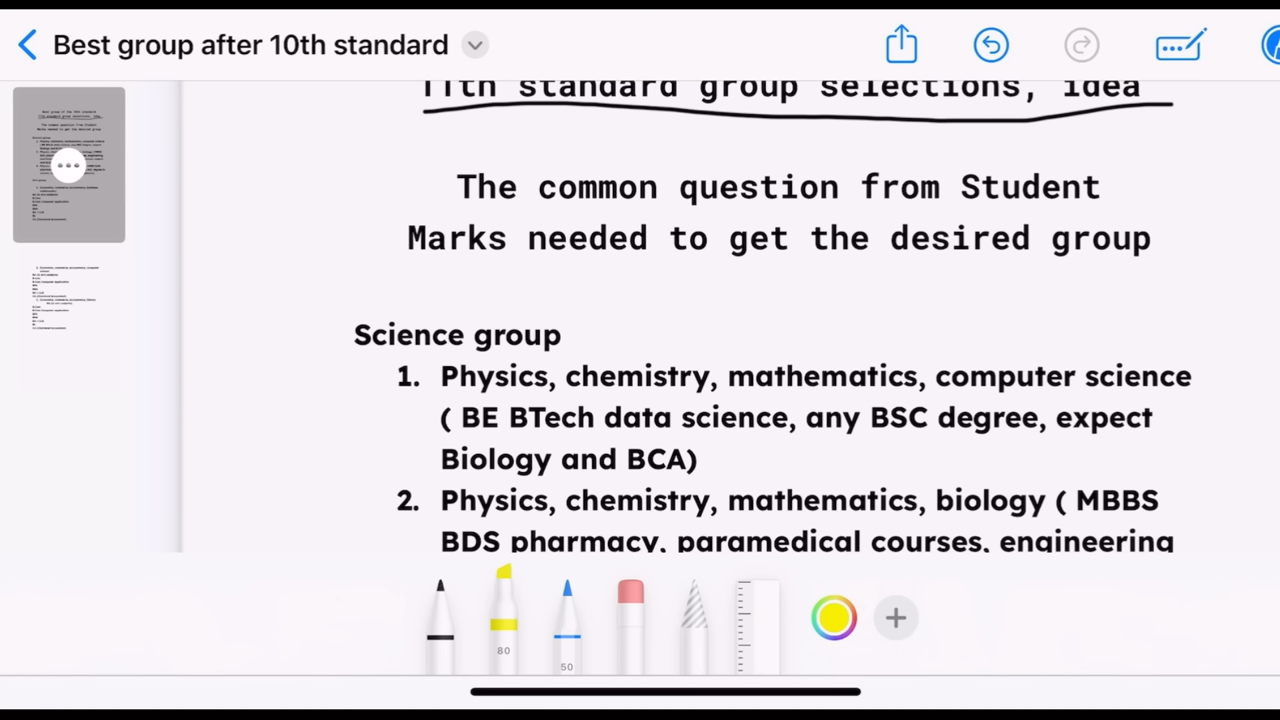 Best group after 10th standard
11th standard group selections, idea
The common question from Student
Marks needed to get the desired group
Science group
1. Physics, chemistry, mathematics, computer science
( BE BTech data science, any BSC degree, expect
Biology and BCA)
2. Physics, chemistry, mathematics, biology ( MBBS
BDS pharmacy, paramedical courses, engineering
80
50